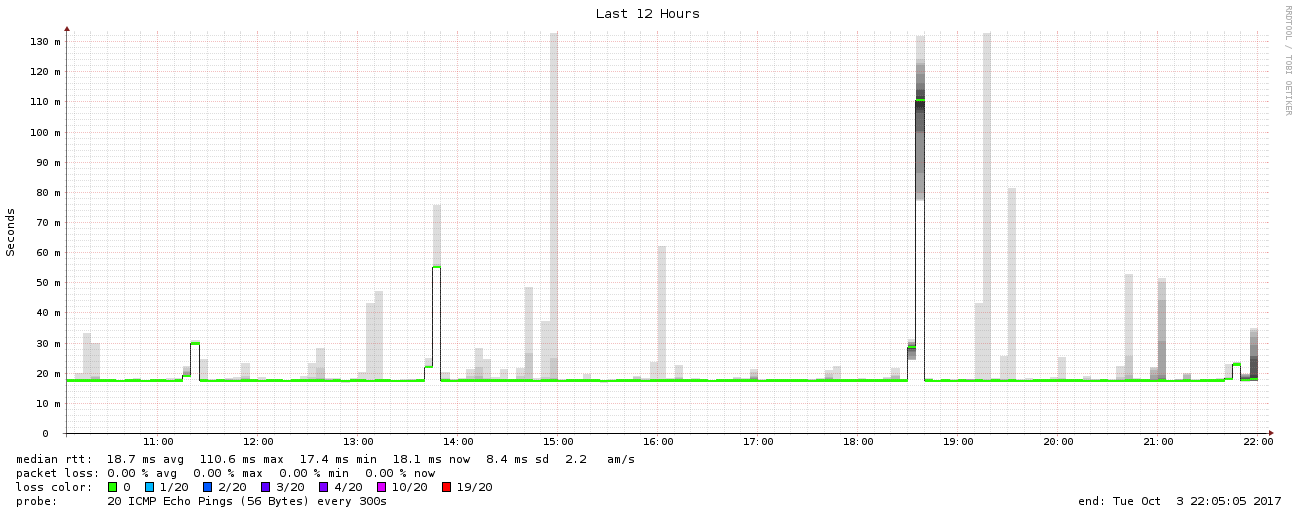 Last 12 Hours
RRDTOOL / TOBI OETIKER
Seconds
130 m
120 m
110 m
100 m
90 m
80 m
70 m
60 m
50 m
40 m
30 m
20 m
10 m
0
11:00 12:00 13:00 14:00 15:00 16:00 17:00 18:00 19:00 20:00 21:00 22:00
median rtt: 18.7 ms avg 110.6 ms max 17.4 ms min 18.1 ms now 8.4 ms sd 2.2 am/s
packet loss: 0.00 % avg 0.00 % max 0.00 % min 0.00 % now
loss color: 0 1/20 2/20 3/20 4/20 10/20 19/20
probe: 20 ICMP Echo Pings (56 Bytes) every 300s end: Tue Oct 3 22:05:05 2017